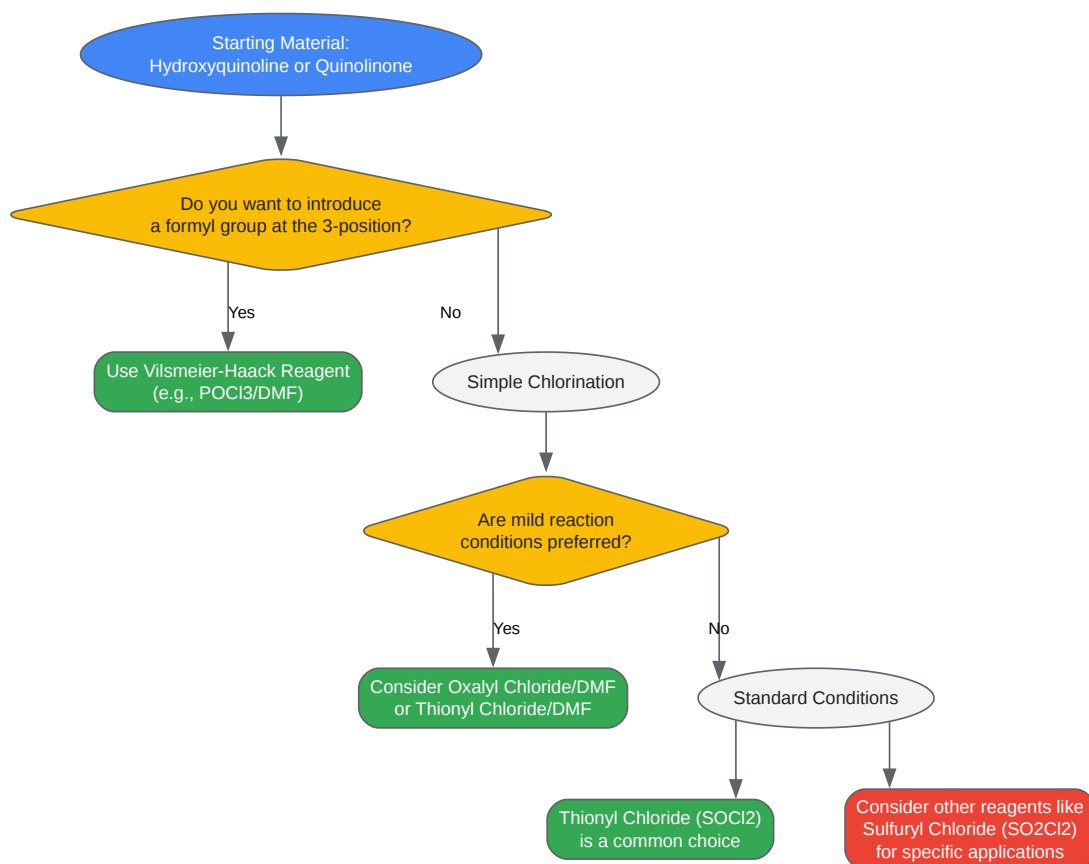 Starting Material:
Hydroxyquinoline or Quinolinone
Do you want to introduce
a formyl group at the 3-position?
Yes
No
Use Vilsmeier-Haack Reagent
(e.g., POCl3/DMF)
Simple Chlorination
Are mild reaction
conditions preferred?
Yes
No
Consider Oxalyl Chloride/DMF
or Thionyl Chloride/DMF
Standard Conditions
Thionyl Chloride (SOCl2)
is a common choice
Consider other reagents like
Sulfuryl Chloride (SO2Cl2)
for specific applications